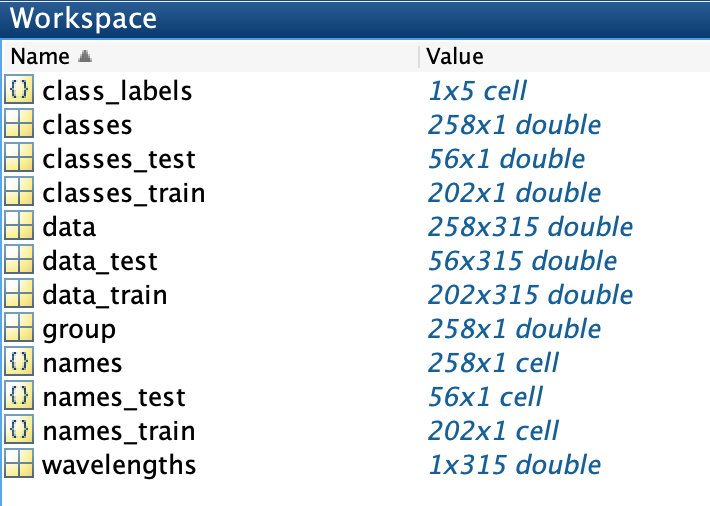 Workspace
Name Value
{} class_labels 1x5 cell
classes 258x1 double
classes_test 56x1 double
classes_train 202x1 double
data 258x315 double
data_test 56x315 double
data_train 202x315 double
group 258x1 double
{} names 258x1 cell
{} names_test 56x1 cell
{} names_train 202x1 cell
wavelengths 1x315 double